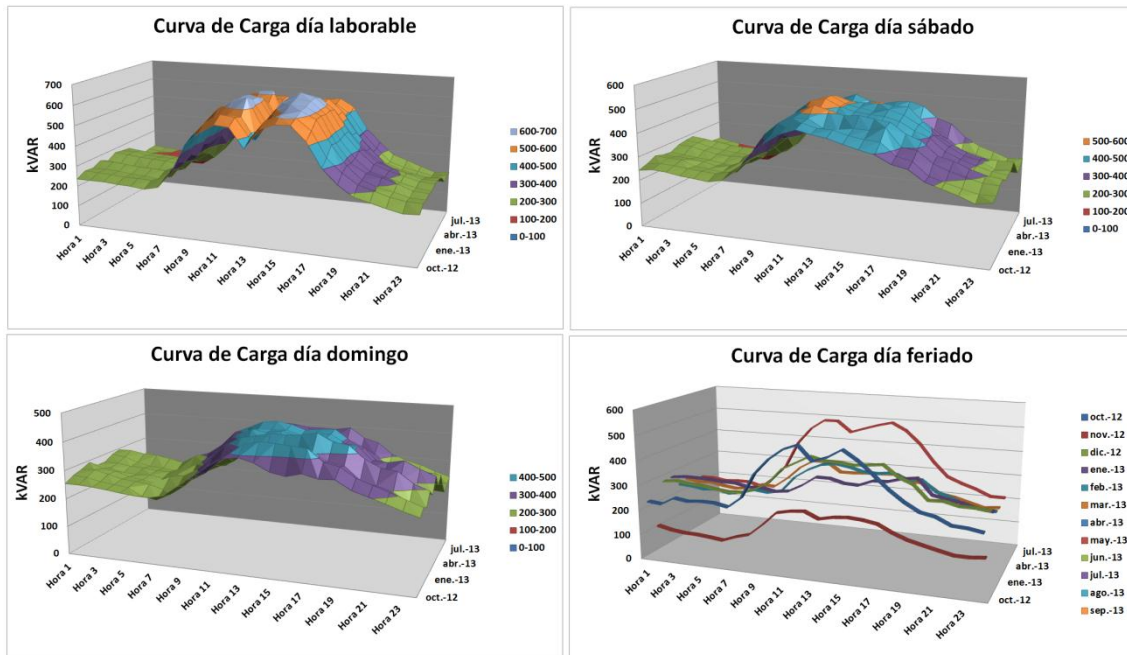 Curva de Carga día laborable
700
600
500
400
300
200
100
0
kVAR
Hora 1
Hora 3
Hora 5
Hora 7
Hora 9
Hora 11
Hora 13
Hora 15
Hora 17
Hora 19
Hora 21
Hora 23
jul.-13
abr.-13
ene.-13
oct.-12
600-700
500-600
400-500
300-400
200-300
100-200
0-100
Curva de Carga día sábado
600
500
400
300
200
100
0
kVAR
Hora 1
Hora 3
Hora 5
Hora 7
Hora 9
Hora 11
Hora 13
Hora 15
Hora 17
Hora 19
Hora 21
Hora 23
jul.-13
abr.-13
ene.-13
oct.-12
500-600
400-500
300-400
200-300
100-200
0-100
Curva de Carga día domingo
500
400
300
200
100
0
kVAR
Hora 1
Hora 3
Hora 5
Hora 7
Hora 9
Hora 11
Hora 13
Hora 15
Hora 17
Hora 19
Hora 21
Hora 23
jul.-13
abr.-13
ene.-13
oct.-12
400-500
300-400
200-300
100-200
0-100
Curva de Carga día feriado
600
500
400
300
200
100
0
kVAR
Hora 1
Hora 3
Hora 5
Hora 7
Hora 9
Hora 11
Hora 13
Hora 15
Hora 17
Hora 19
Hora 21
Hora 23
jul.-13
abr.-13
ene.-13
oct.-12
oct.-12
nov.-12
dic.-12
ene.-13
feb.-13
mar.-13
abr.-13
may.-13
jun.-13
jul.-13
ago.-13
sep.-13